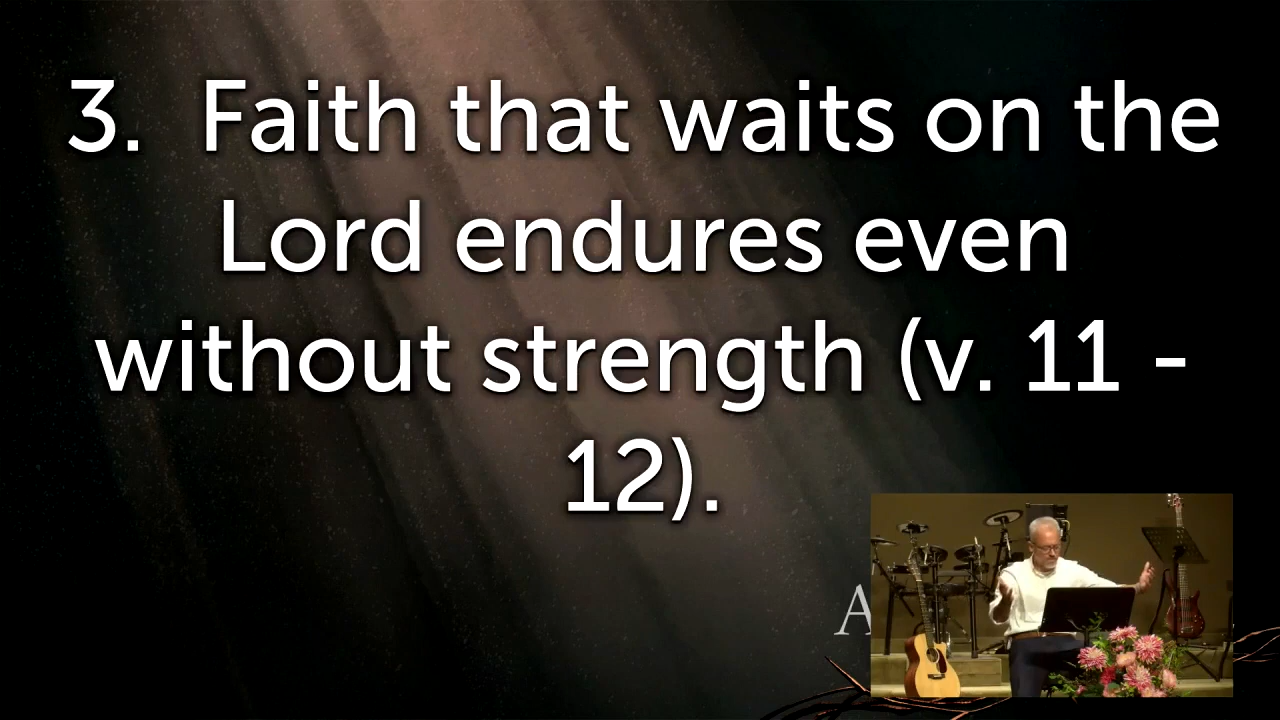 3.  Faith that waits on the
Lord endures even
without strength (v. 11 -
12).
A